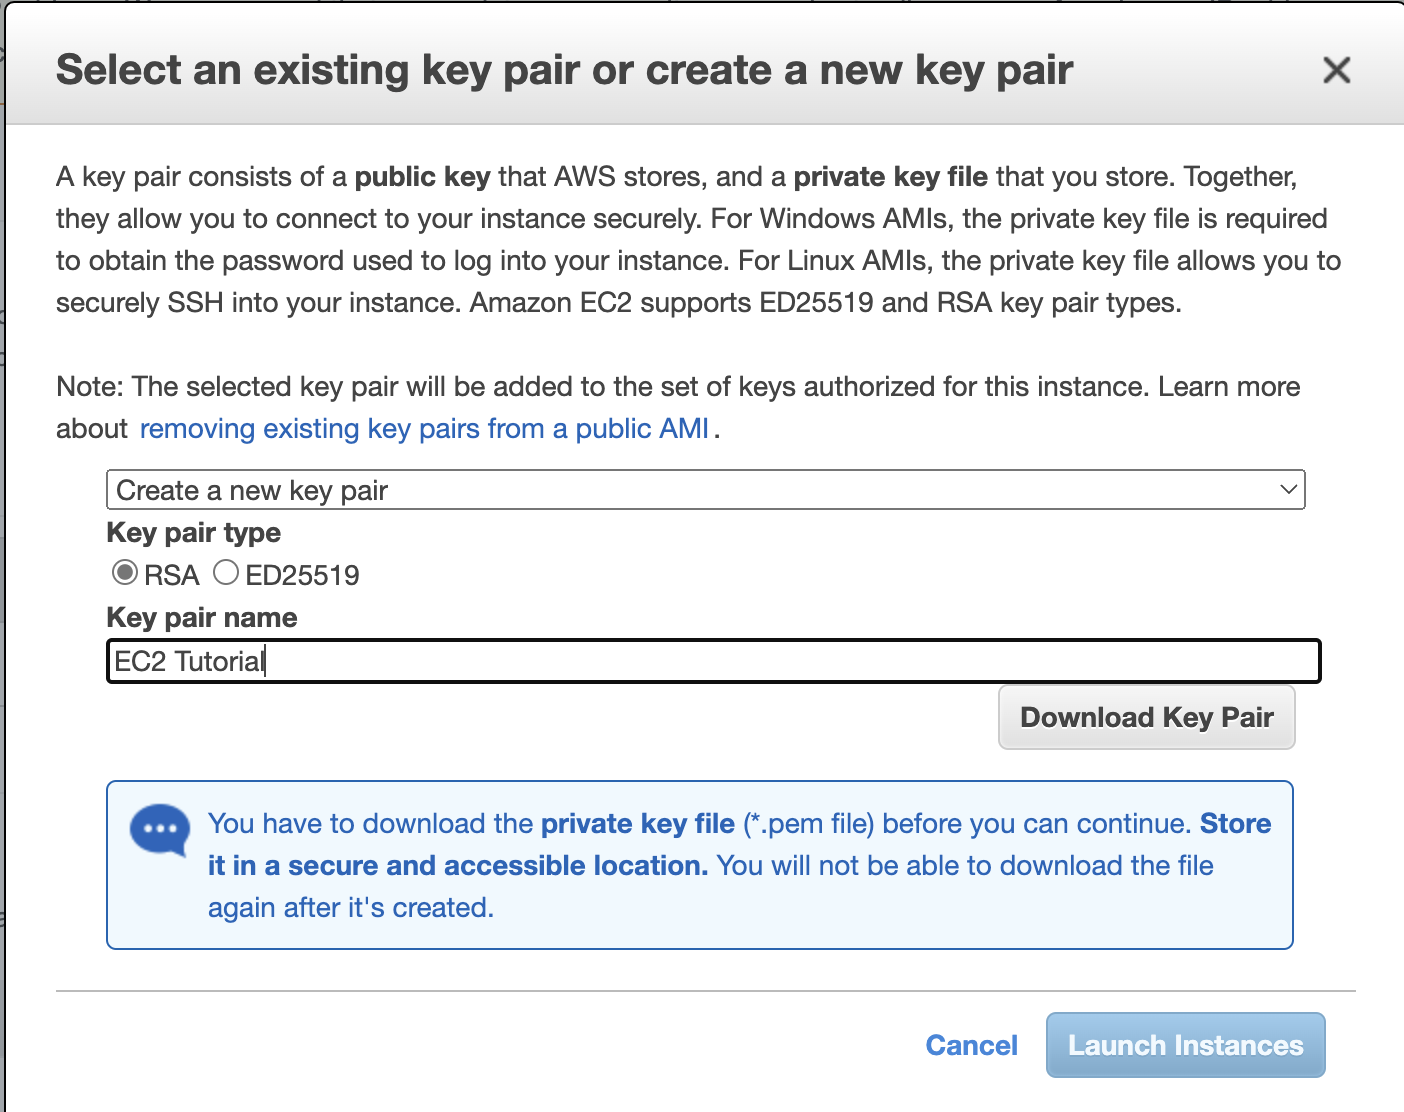 Select an existing key pair or create a new key pair
A key pair consists of a public key that AWS stores, and a private key file that you store. Together,
they allow you to connect to your instance securely. For Windows AMIs, the private key file is required
to obtain the password used to log into your instance. For Linux AMIs, the private key file allows you to
securely SSH into your instance. Amazon EC2 supports ED25519 and RSA key pair types.
Note: The selected key pair will be added to the set of keys authorized for this instance. Learn more
about removing existing key pairs from a public AMI.
Create a new key pair
Key pair type
RSA ED25519
Key pair name
EC2 Tutorial
Download Key Pair
You have to download the private key file (*.pem file) before you can continue. Store
it in a secure and accessible location. You will not be able to download the file
again after it's created.
Cancel Launch Instances